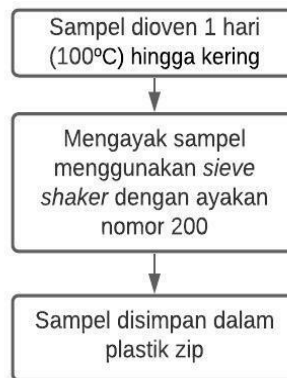 Sampel dioven 1 hari
(100ºC) hingga kering
Mengayak sampel
menggunakan sieve
shaker dengan ayakan
nomor 200
Sampel disimpan dalam
plastik zip